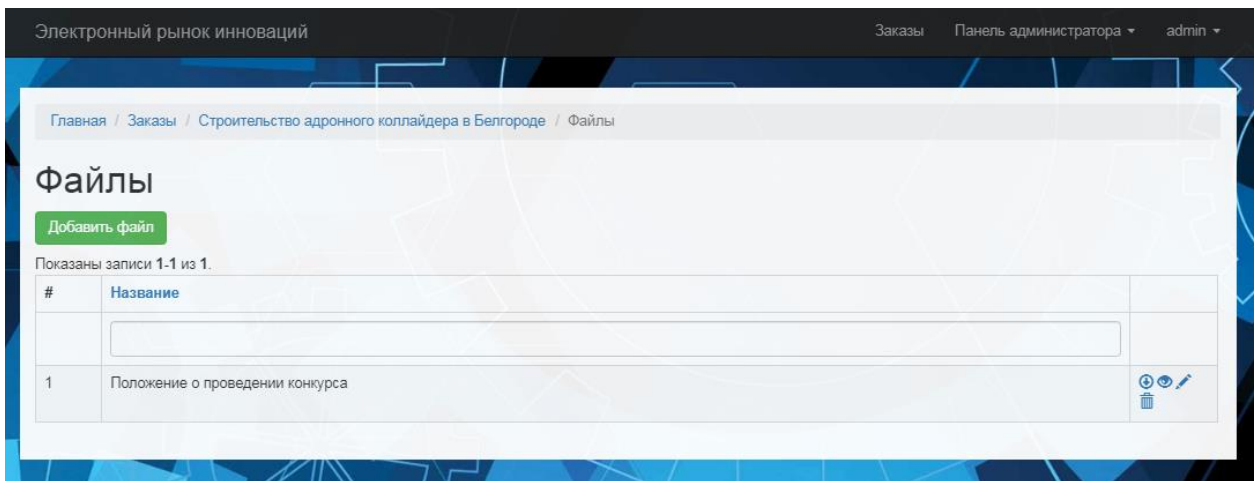 Электронный рынок инноваций Заказы Панель администратора admin
Главная / Заказы / Строительство адронного коллайдера в Белгороде / Файлы
Файлы
Добавить файл
Показаны записи 1-1 из 1.
# Название
1 Положение о проведении конкурса